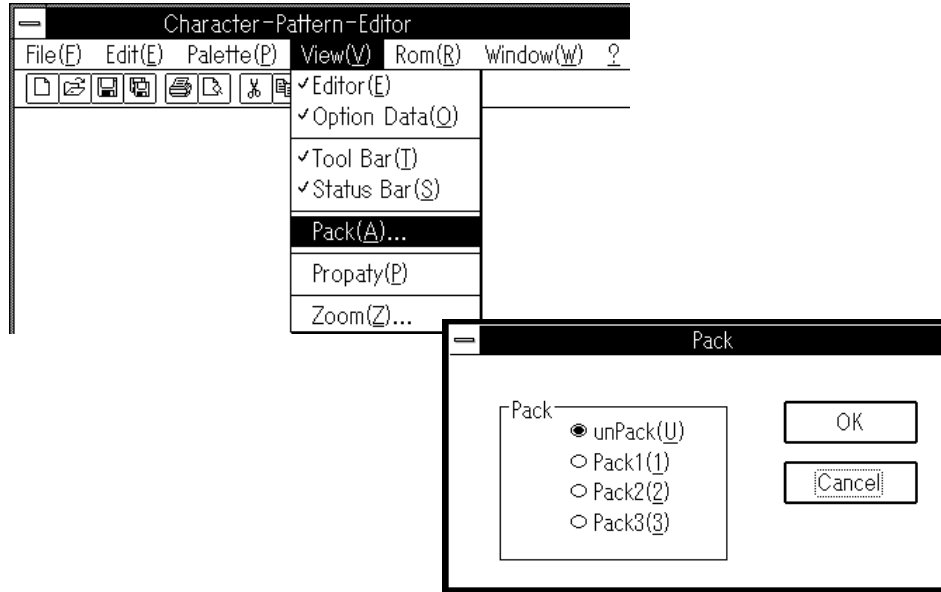 Character-Pattern-Editor
File(F) Edit(E) Palette(P) View(V) Rom(R) Window(W) ?
✓Editor(E)
✓Option Data(O)
✓Tool Bar(T)
✓Status Bar(S)
Pack(A)...
Propaty(P)
Zoom(Z)...
Pack
Pack
unPack(U)
Pack1(1)
Pack2(2)
Pack3(3)
OK
Cancel